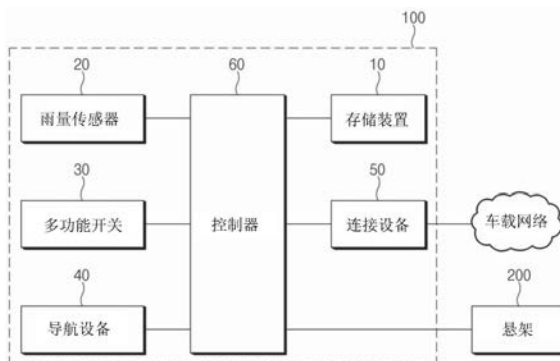 100
20
60
10
雨量传感器
存储装置
30
50
多功能开关
控制器
连接设备
车载网络
40
200
导航设备
悬架